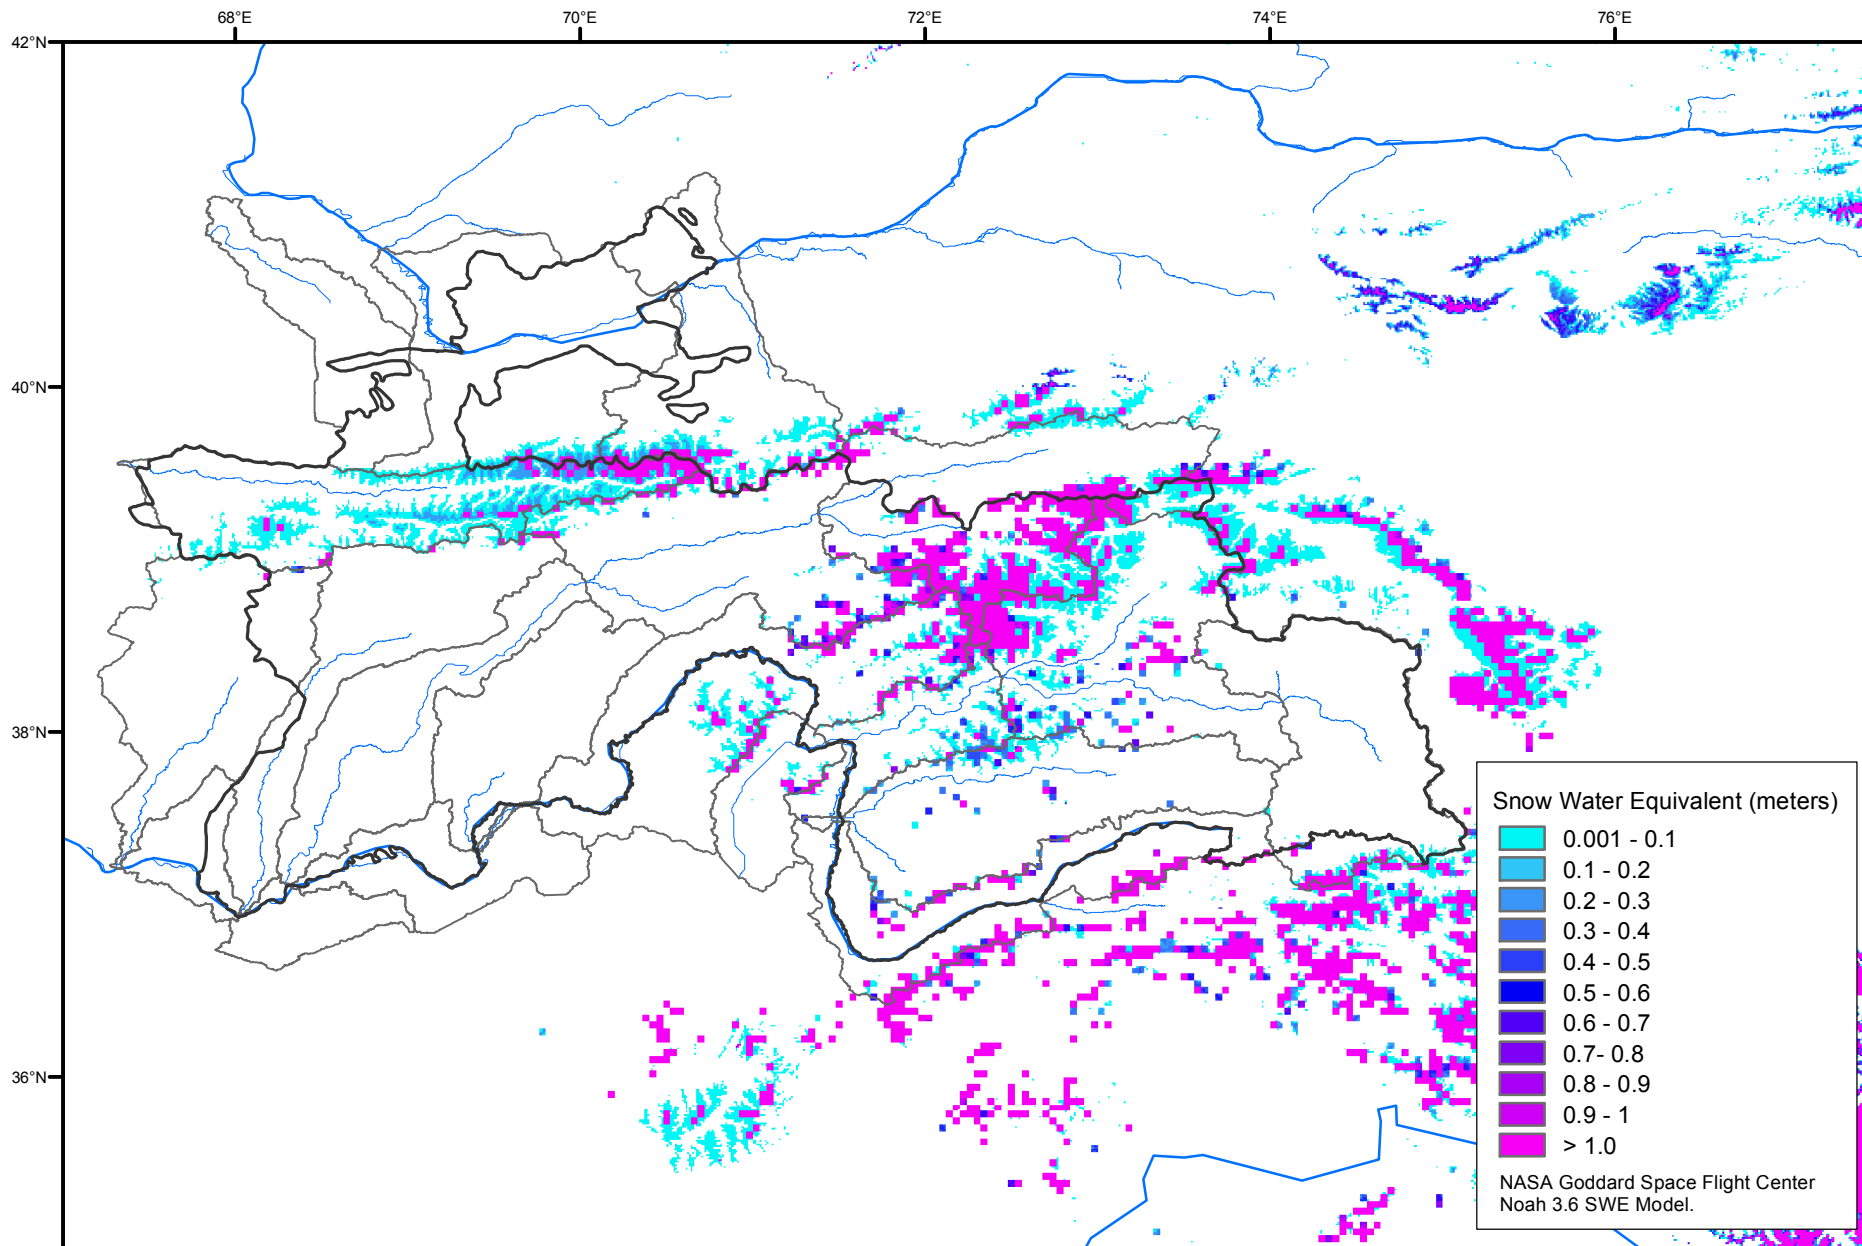 68°E 70°E 72°E 74°E 76°E
42°N
40°N
38°N
36°N
Snow Water Equivalent (meters)
0.001 - 0.1
0.1 - 0.2
0.2 - 0.3
0.3 - 0.4
0.4 - 0.5
0.5 - 0.6
0.6 - 0.7
0.7- 0.8
0.8 - 0.9
0.9 - 1
> 1.0
NASA Goddard Space Flight Center
Noah 3.6 SWE Model.